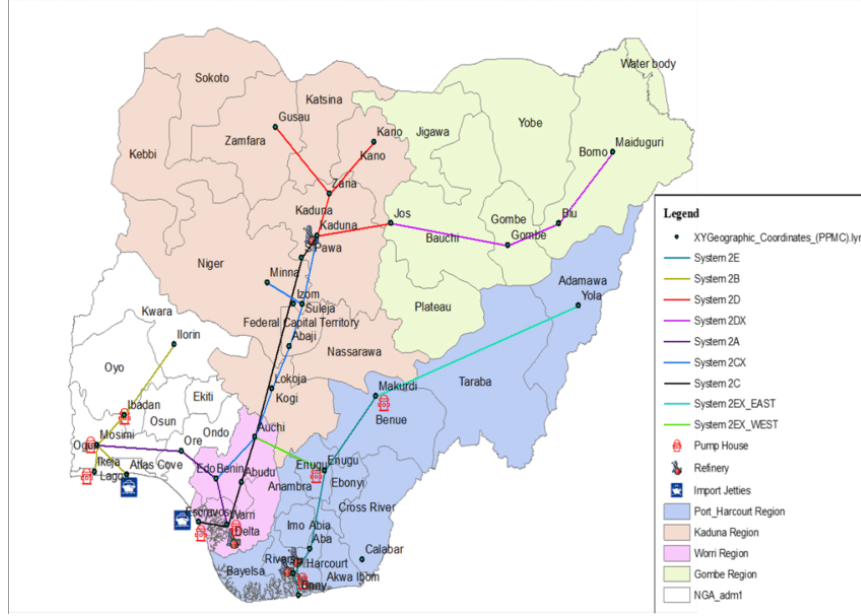 Water body
Sokoto
Katsina
Gusau
Kano
Yobe
Jigawa
Kebbi
Zamfara
Kano
Borno
Maiduguri
Zaria
Kaduna
Kaduna
Jos
Gombe
Biu
Pawa
Bauchi
Gombe
Niger
Minna
Adamawa
Izom
Yola
Suleja
Kwara
Federal Capital Territory
Plateau
Ilorin
Abaji
Nassarawa
Oyo
Lokoja
Makurdi
Taraba
Ekiti
Kogi
Ibadan
Benue
Osun
Mosimi
Ondo
Auchi
Ore
Ikeja
Atlas Cove
Enugu
Enugu
Edo
Benin
Abudu
Ebonyi
Lagos
Anambra
Cross River
Escravos
Warri
Delta
Imo
Abia
Aba
Calabar
Rivers
Harcourt
Bayelsa
Akwa Ibom
Bonny
Legend
XYGeographic_Coordinates_(PPMC).lyr
System 2E
System 2B
System 2D
System 2DX
System 2A
System 2CX
System 2C
System 2EX_EAST
System 2EX_WEST
Pump House
Refinery
Import Jetties
Port_Harcourt Region
Kaduna Region
Worri Region
Gombe Region
NGA_adm1